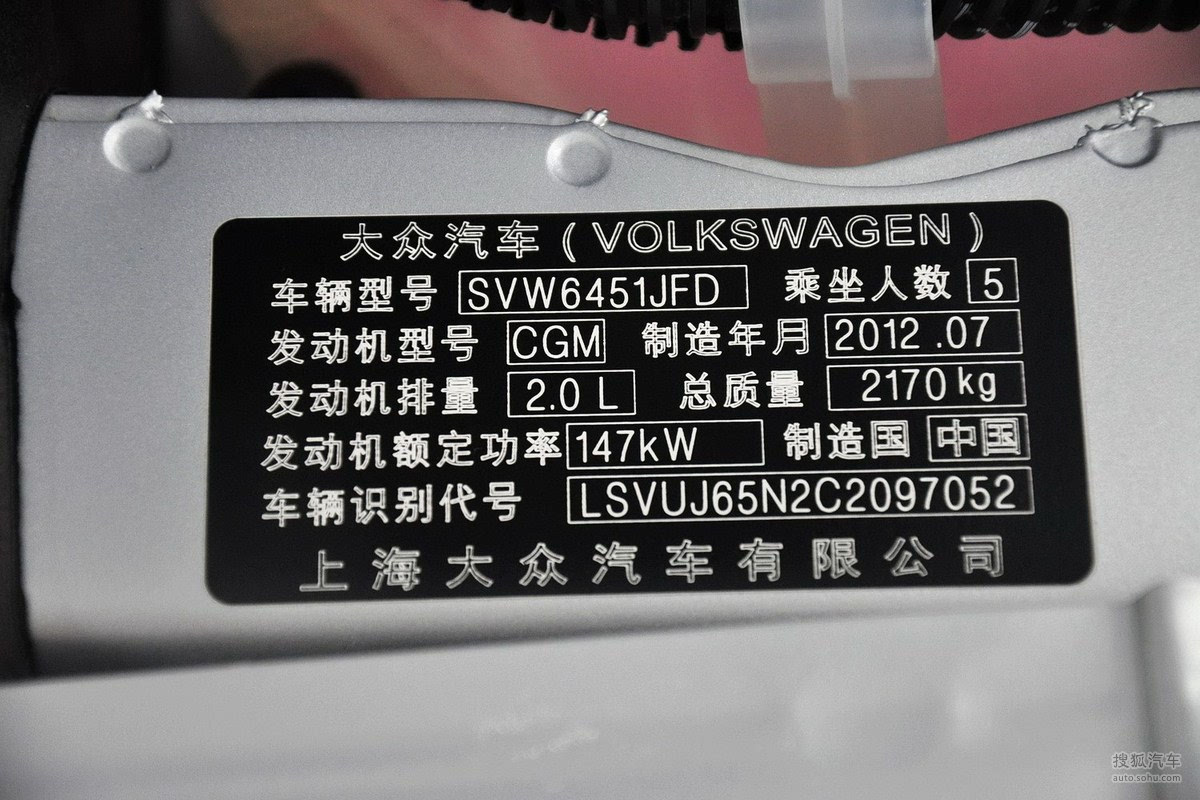 大众汽车(VOLKSWAGEN)
车辆型号 SVW6451JFD 乘坐人数 5
发动机型号 CGM 制造年月 2012.07
发动机排量 2.0 L 总质量 2170 kg
发动机额定功率 147kW 制造国 中国
车辆识别代号 LSVUJ65N2C2097052
上海大众汽车有限公司
搜狐汽车
auto.sohu.com